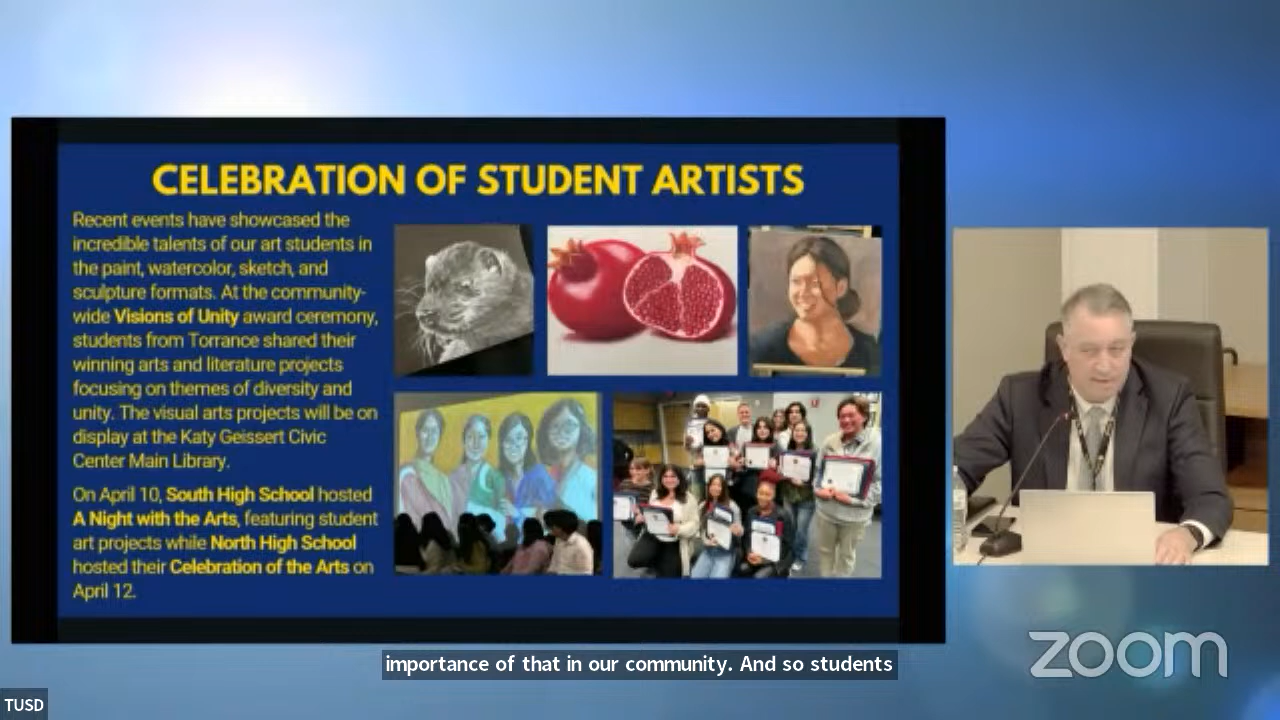 CELEBRATION OF STUDENT ARTISTS
Recent events have showcased the
incredible talents of our art students in
the paint, watercolor, sketch, and
sculpture formats. At the community-
wide Visions of Unity award ceremony,
students from Torrance shared their
winning arts and literature projects
focusing on themes of diversity and
unity. The visual arts projects will be on
display at the Katy Geissert Civic
Center Main Library.
On April 10, South High School hosted
A Night with the Arts, featuring student
art projects while North High School
hosted their Celebration of the Arts on
April 12.
importance of that in our community. And so students
zoom
TUSD